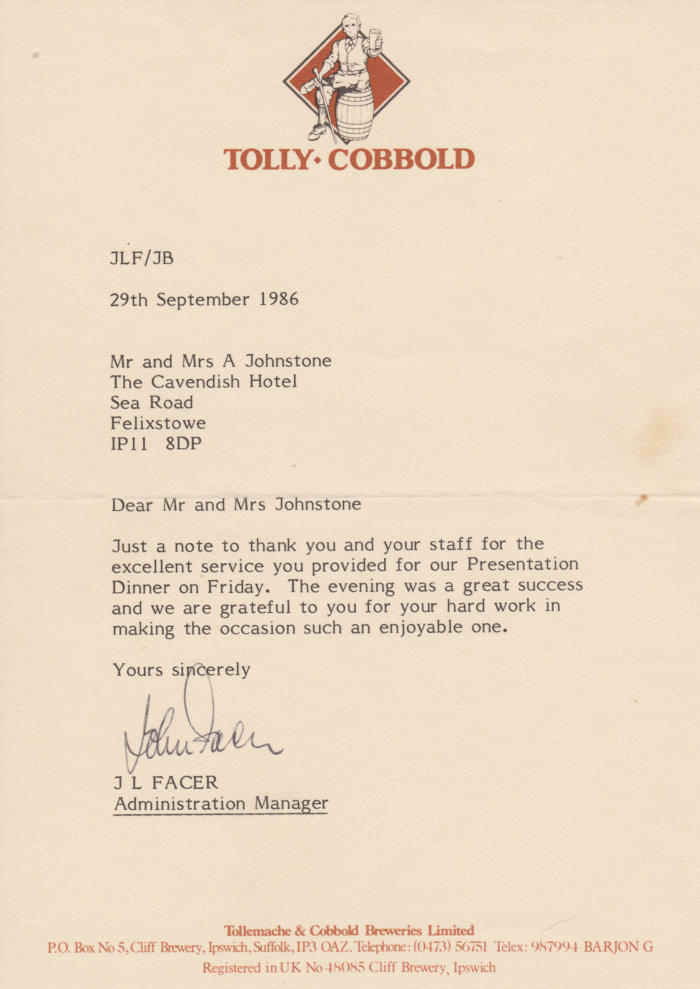 TOLLY · COBBOLD
JLF/JB
29th September 1986
Mr and Mrs A Johnstone
The Cavendish Hotel
Sea Road
Felixstowe
IP11 8DP
Dear Mr and Mrs Johnstone
Just a note to thank you and your staff for the
excellent service you provided for our Presentation
Dinner on Friday. The evening was a great success
and we are grateful to you for your hard work in
making the occasion such an enjoyable one.
Yours sincerely
John Facer
J L FACER
Administration Manager
Tollemache & Cobbold Breweries Limited
P.O. Box No 5, Cliff Brewery, Ipswich, Suffolk, IP3 OAZ. Telephone: (0473) 56751 Telex: 987994 BARJON G
Registered in UK No 48085 Cliff Brewery, Ipswich